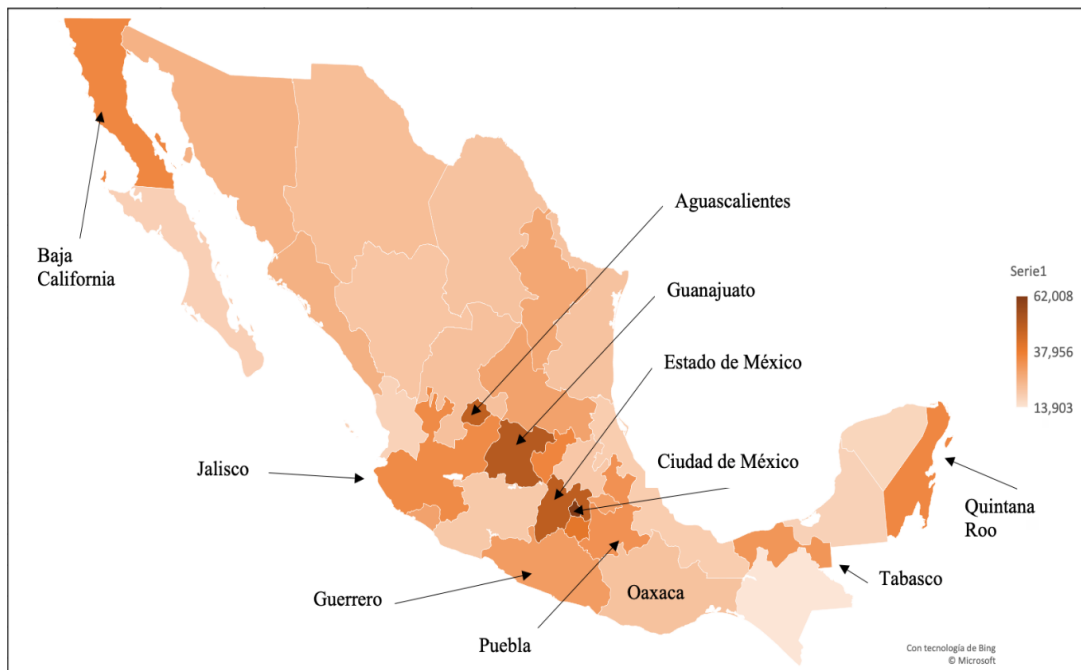 Aguascalientes
Baja
California
Guanajuato
Serie1
62,008
Estado de México
37,956
13,903
Ciudad de México
Jalisco
Quintana
Roo
Tabasco
Oaxaca
Guerrero
Puebla
Con tecnología de Bing
© Microsoft